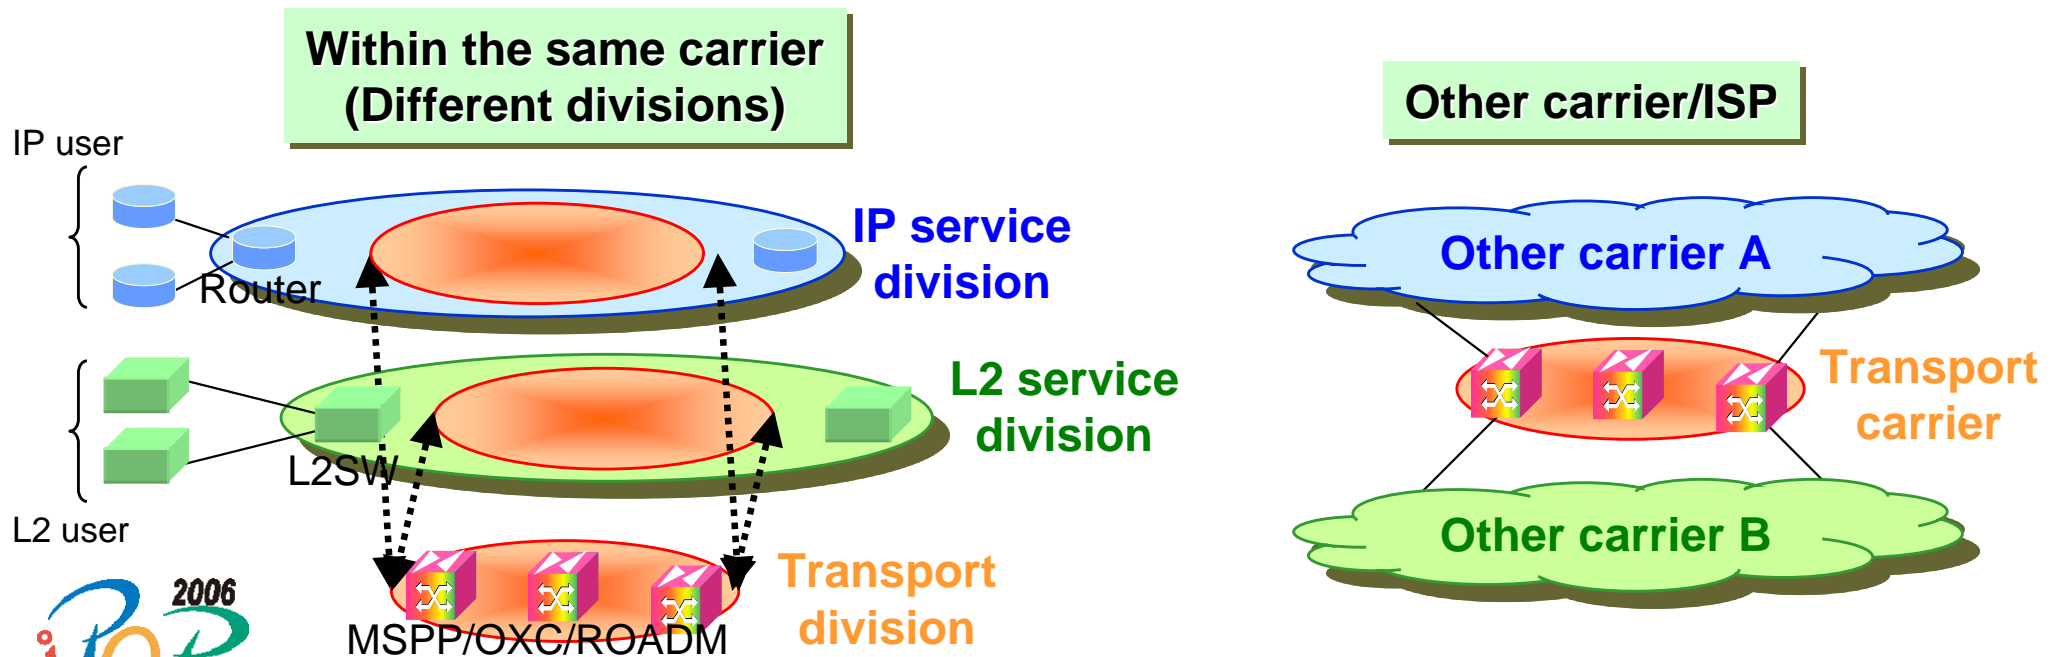 Within the same carrier
(Different divisions)
Other carrier/ISP
IP user
IP service
division
Router
Other carrier A
L2 service
division
Transport
carrier
L2SW
L2 user
Other carrier B
Transport
division
MSPP/OXC/ROADM
2006